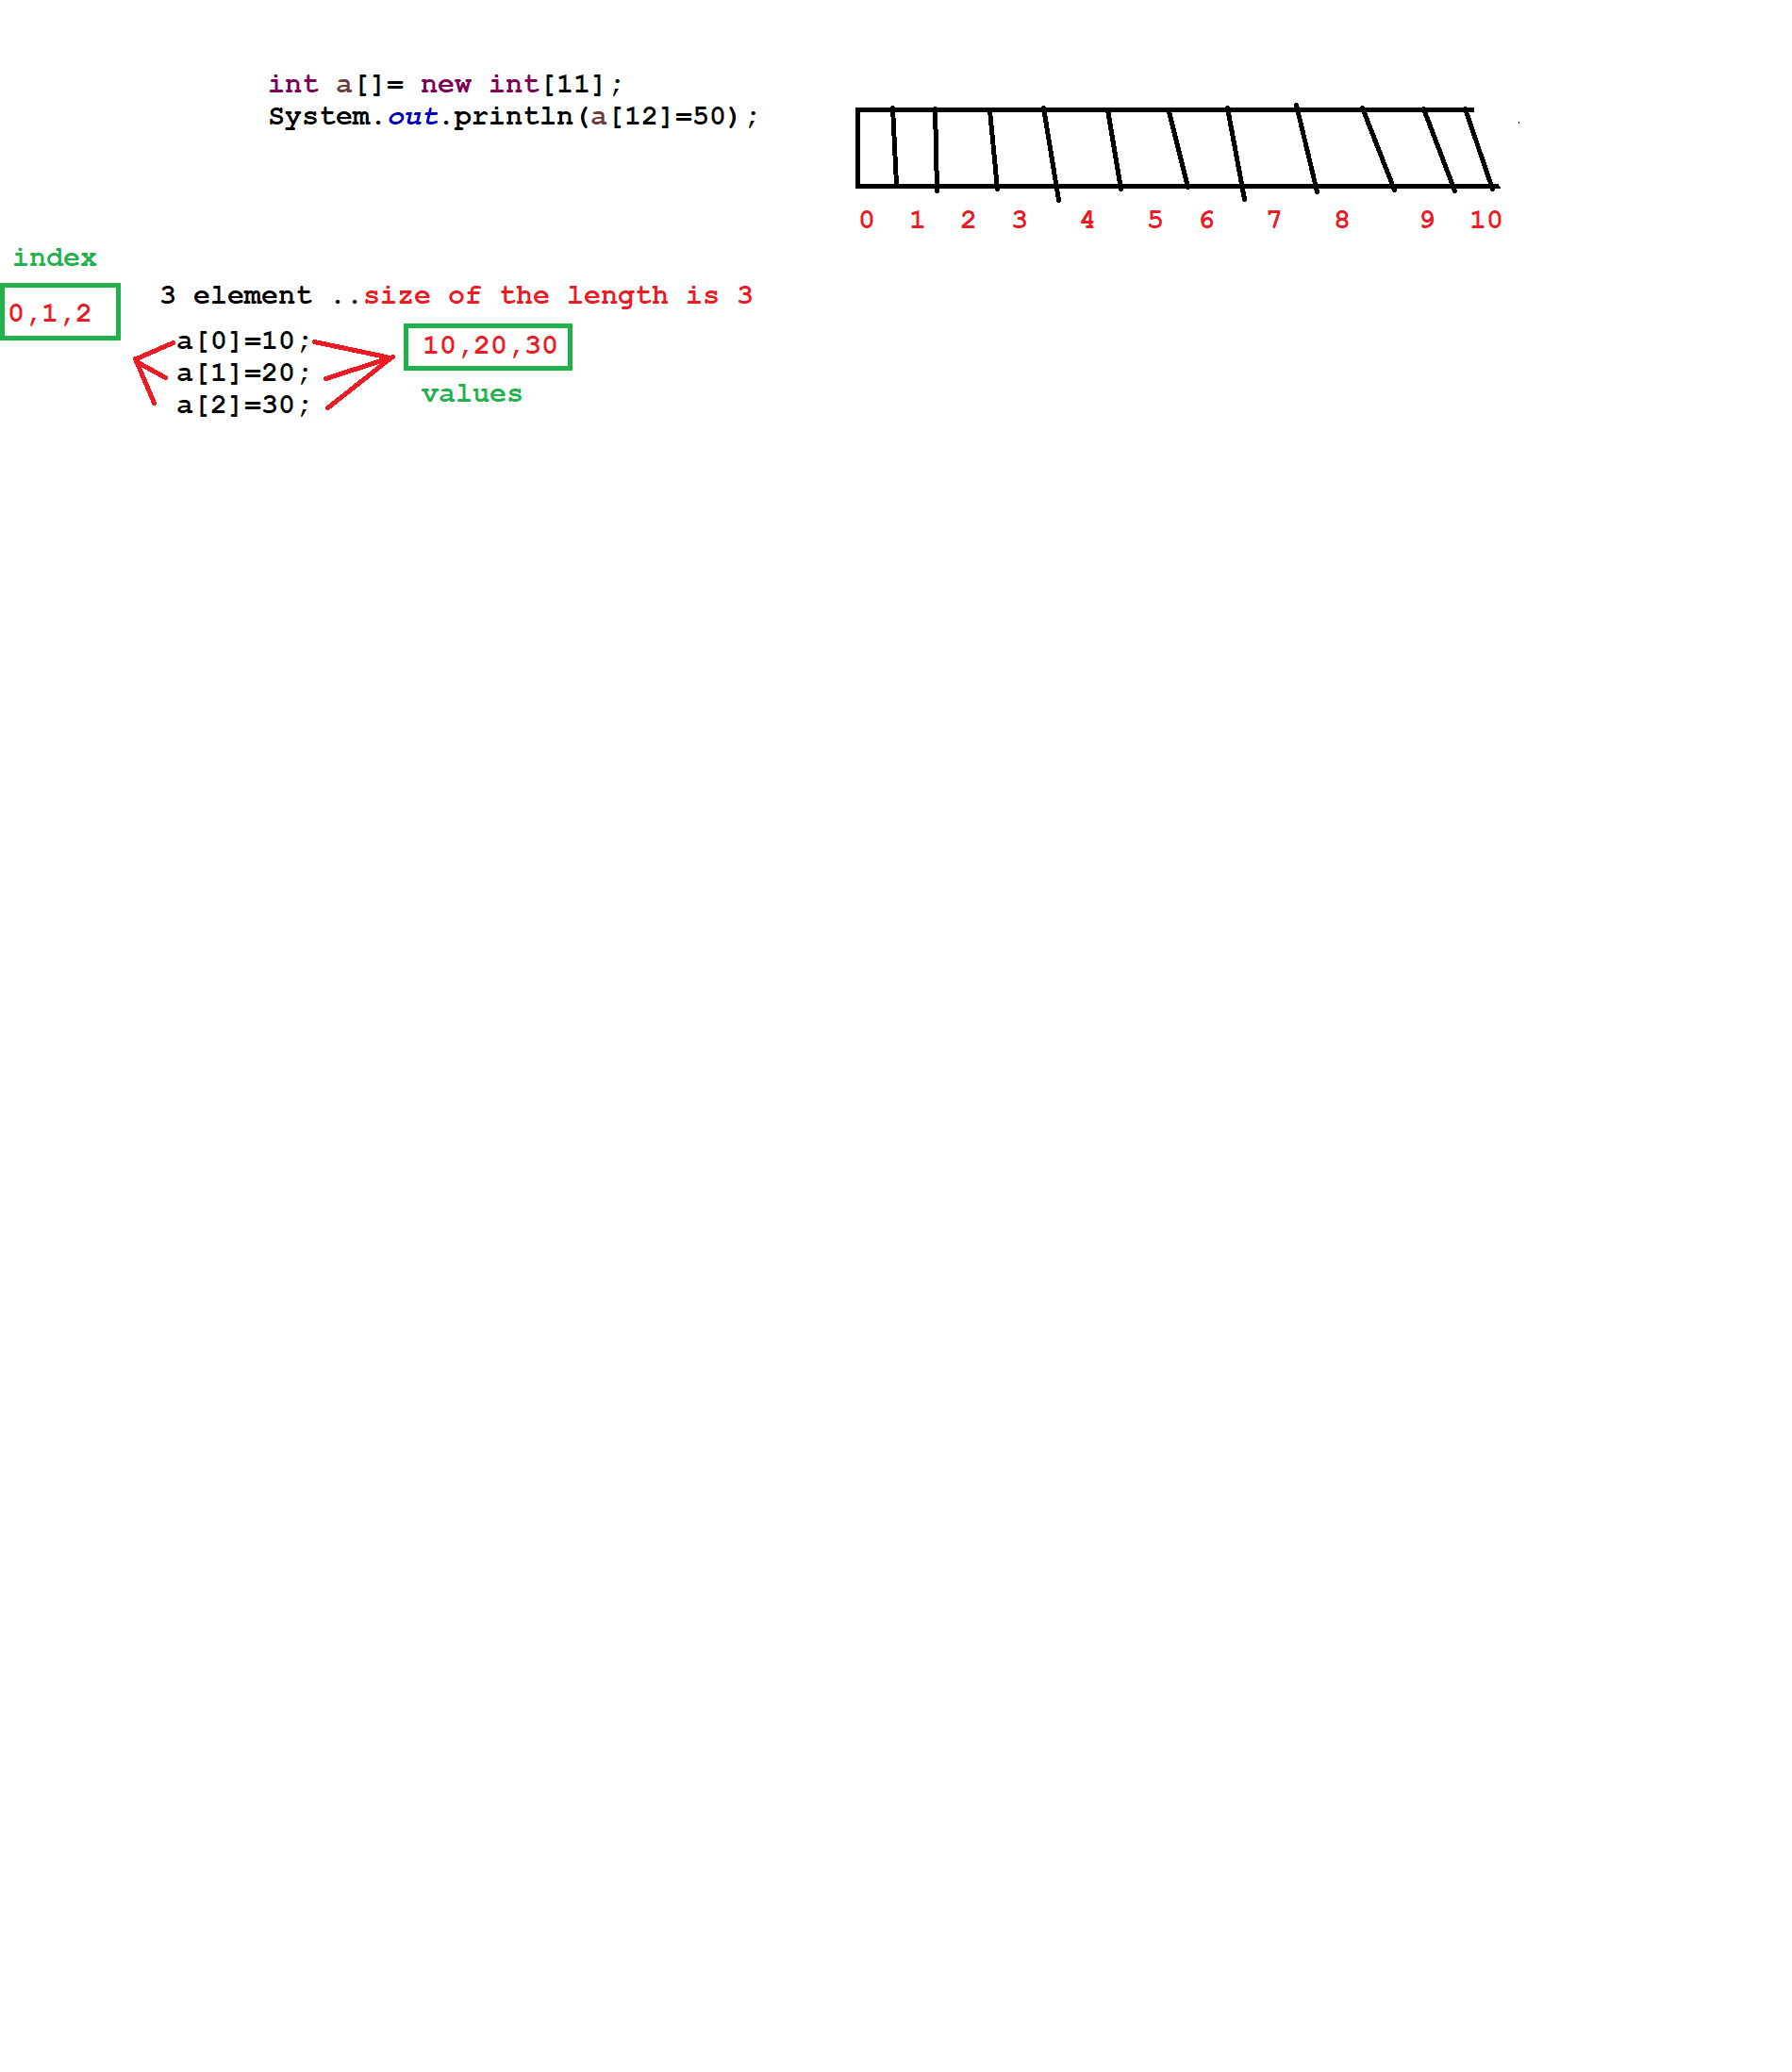 int a[]= new int[11];
System.out.println(a[12]=50);
0 1 2 3 4 5 6 7 8 9 10
index
0,1,2
3 element ..size of the length is 3
a[0]=10;
a[1]=20;
a[2]=30;
10,20,30
values